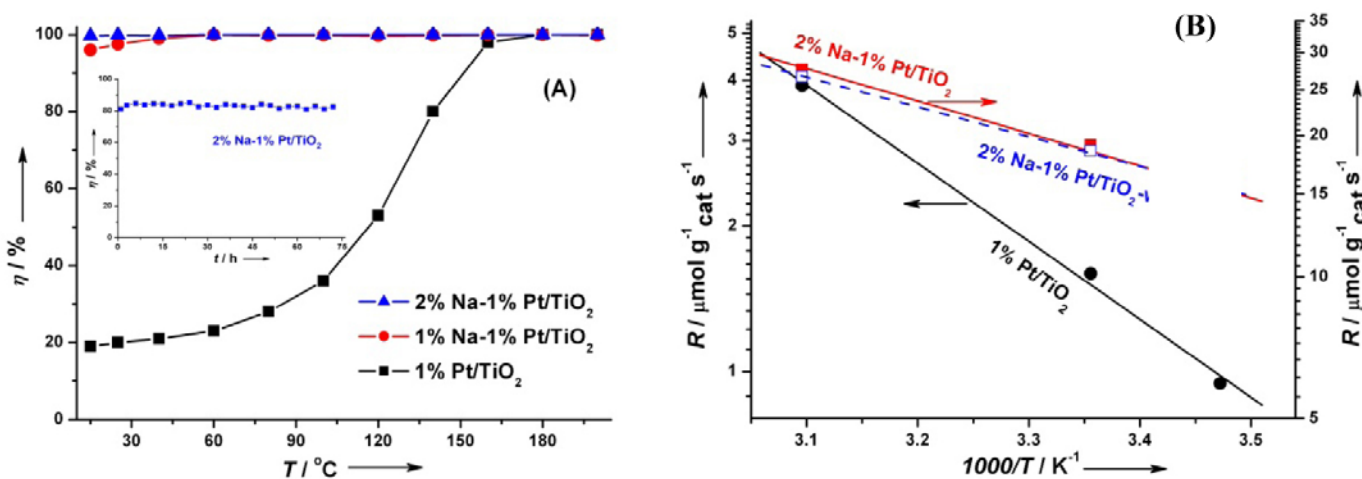 100
80
60
40
20
0
η / %
30
60
90
120
150
180
T / °C
(A)
100
80
60
40
20
0
η / %
0
15
30
45
60
75
t / h
2% Na-1% Pt/TiO₂
2% Na-1% Pt/TiO₂
1% Na-1% Pt/TiO₂
1% Pt/TiO₂
(B)
5
4
3
2
1
R / μmol g⁻¹ cat s⁻¹
3.1
3.2
3.3
3.4
3.5
1000/T / K⁻¹
35
30
25
20
15
10
5
R / μmol g⁻¹ cat s⁻¹
2% Na-1% Pt/TiO₂
2% Na-1% Pt/TiO₂-
1% Pt/TiO₂